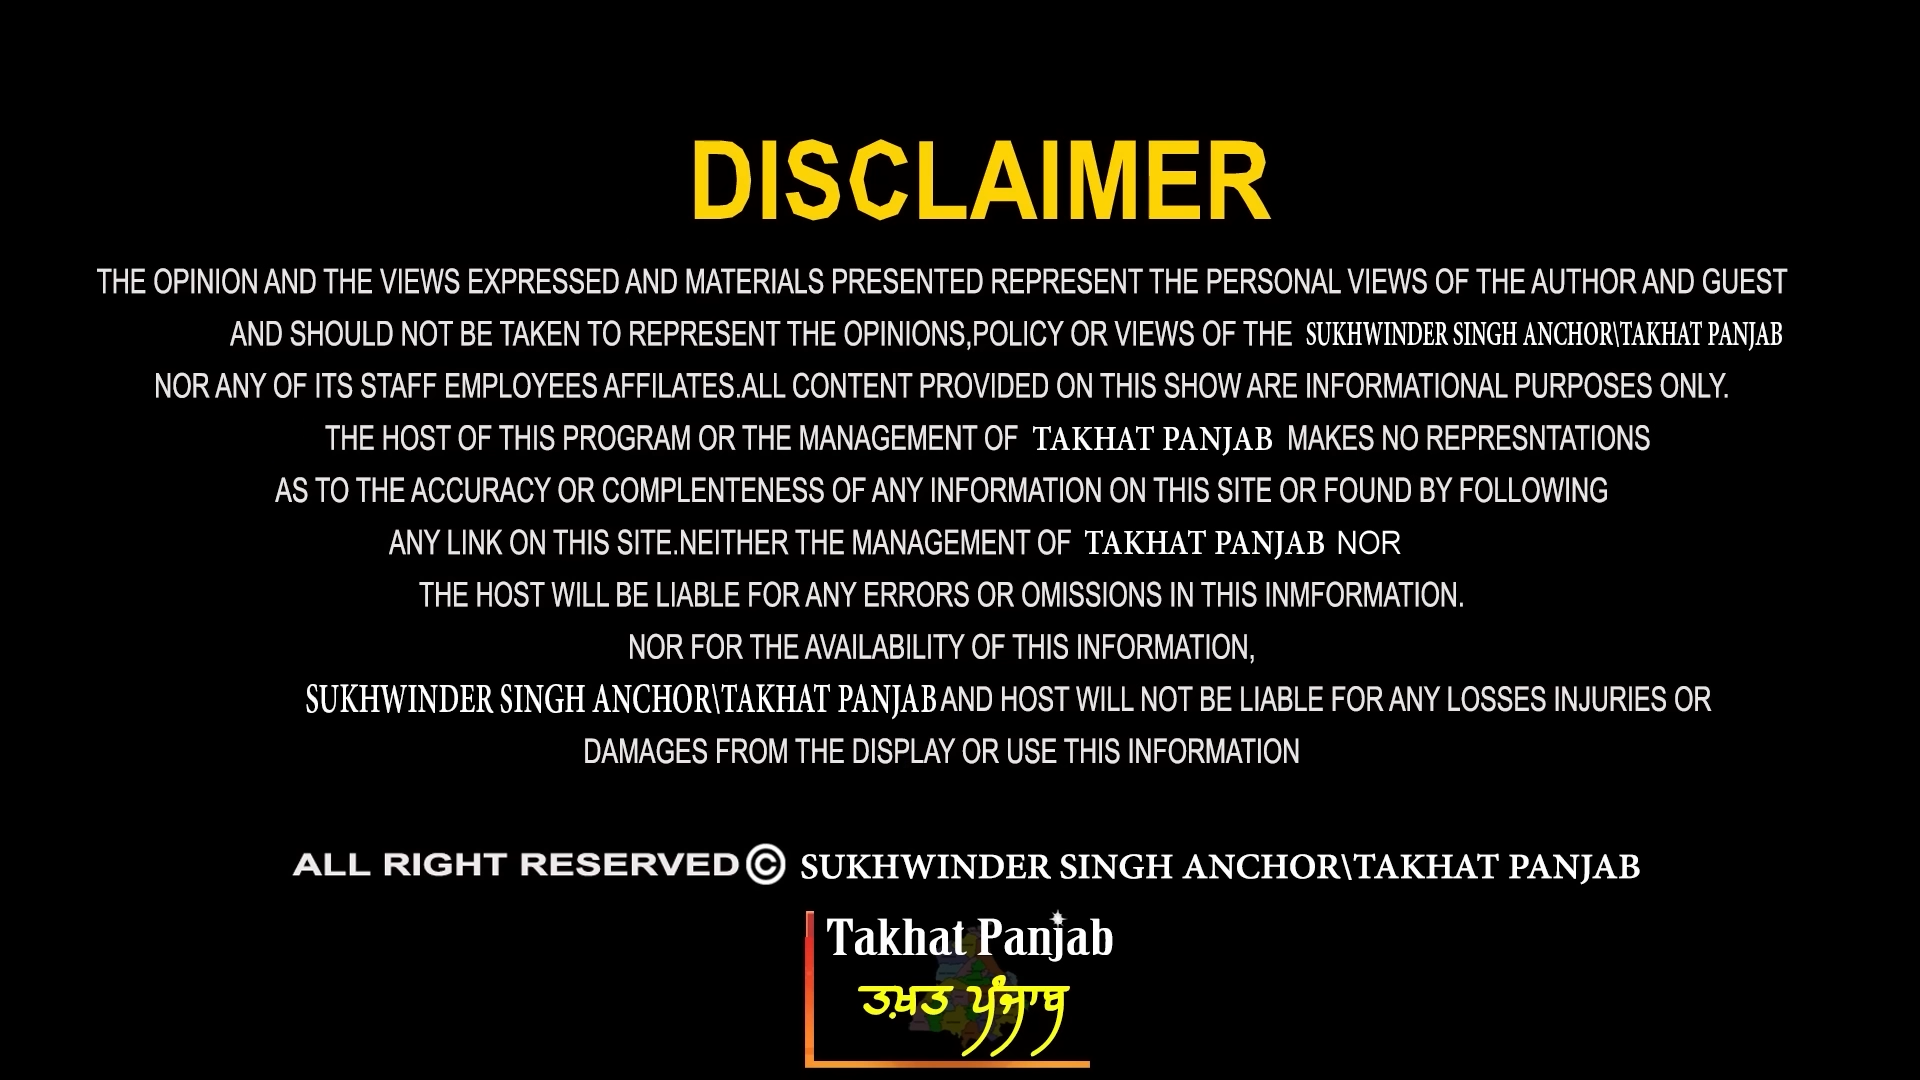 DISCLAIMER
THE OPINION AND THE VIEWS EXPRESSED AND MATERIALS PRESENTED REPRESENT THE PERSONAL VIEWS OF THE AUTHOR AND GUEST
AND SHOULD NOT BE TAKEN TO REPRESENT THE OPINIONS,POLICY OR VIEWS OF THE SUKHWINDER SINGH ANCHOR\TAKHAT PANJAB
NOR ANY OF ITS STAFF EMPLOYEES AFFILATES.ALL CONTENT PROVIDED ON THIS SHOW ARE INFORMATIONAL PURPOSES ONLY.
THE HOST OF THIS PROGRAM OR THE MANAGEMENT OF TAKHAT PANJAB MAKES NO REPRESNTATIONS
AS TO THE ACCURACY OR COMPLENTENESS OF ANY INFORMATION ON THIS SITE OR FOUND BY FOLLOWING
ANY LINK ON THIS SITE.NEITHER THE MANAGEMENT OF TAKHAT PANJAB NOR
THE HOST WILL BE LIABLE FOR ANY ERRORS OR OMISSIONS IN THIS INMFORMATION.
NOR FOR THE AVAILABILITY OF THIS INFORMATION,
SUKHWINDER SINGH ANCHOR\TAKHAT PANJAB AND HOST WILL NOT BE LIABLE FOR ANY LOSSES INJURIES OR
DAMAGES FROM THE DISPLAY OR USE THIS INFORMATION
ALL RIGHT RESERVED © SUKHWINDER SINGH ANCHOR\TAKHAT PANJAB
Takhat Panjab
ਤਖ਼ਤ ਪੰਜਾਬ